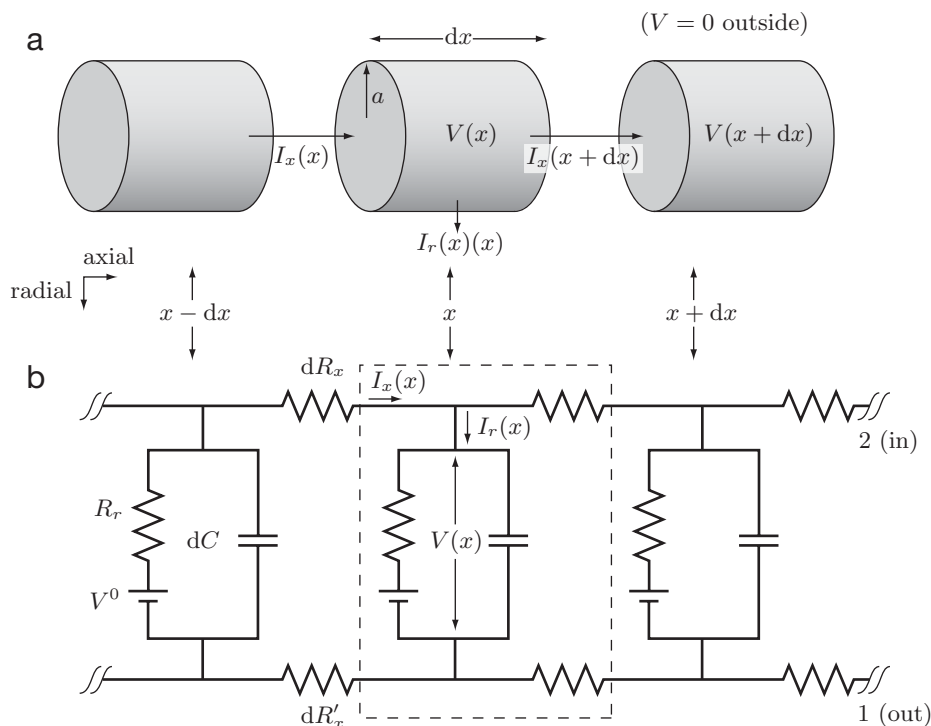 a
dx
(V = 0 outside)
a
V(x)
V(x + dx)
I_x(x)
I_x(x + dx)
I_r(x)(x)
axial
radial
x − dx
x
x + dx
b
dR_x
I_x(x)
I_r(x)
2 (in)
R_r
dC
V(x)
V^0
dR′_x
1 (out)